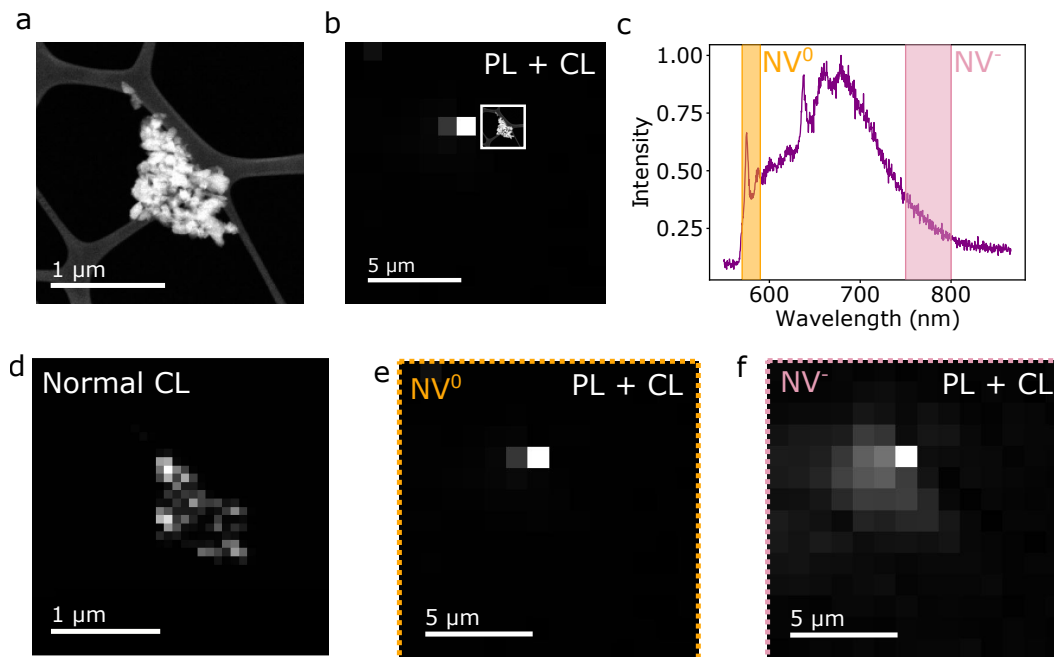 a
1 μm
b
PL + CL
5 μm
c
NV⁰
NV⁻
1.00
0.75
0.50
0.25
Intensity
600
700
800
Wavelength (nm)
d
Normal CL
1 μm
e
NV⁰
PL + CL
5 μm
f
NV⁻
PL + CL
5 μm